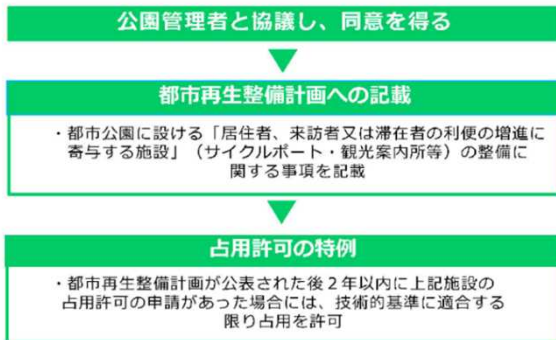 公園管理者と協議し、同意を得る
都市再生整備計画への記載
・都市公園に設ける「居住者、来訪者又は滞在者の利便の増進に
寄与する施設」（サイクルポート・観光案内所等）の整備に
関する事項を記載
占用許可の特例
・都市再生整備計画が公表された後２年以内に上記施設の
占用許可の申請があった場合には、技術的基準に適合する
限り占用を許可